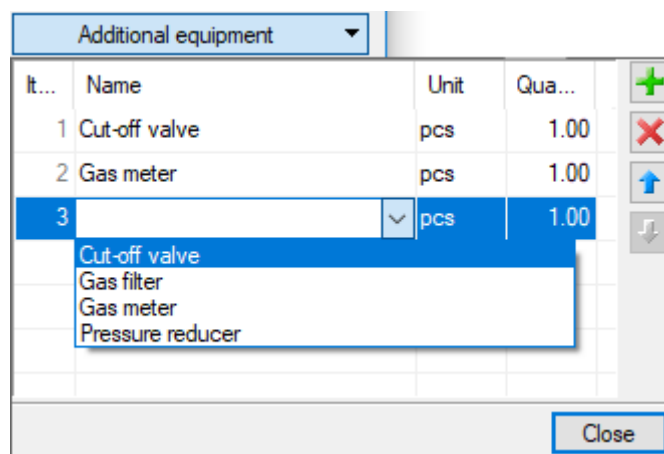 Additional equipment
It... Name Unit Qua...
1 Cut-off valve pcs 1.00
2 Gas meter pcs 1.00
3 pcs 1.00
Cut-off valve
Gas filter
Gas meter
Pressure reducer
Close